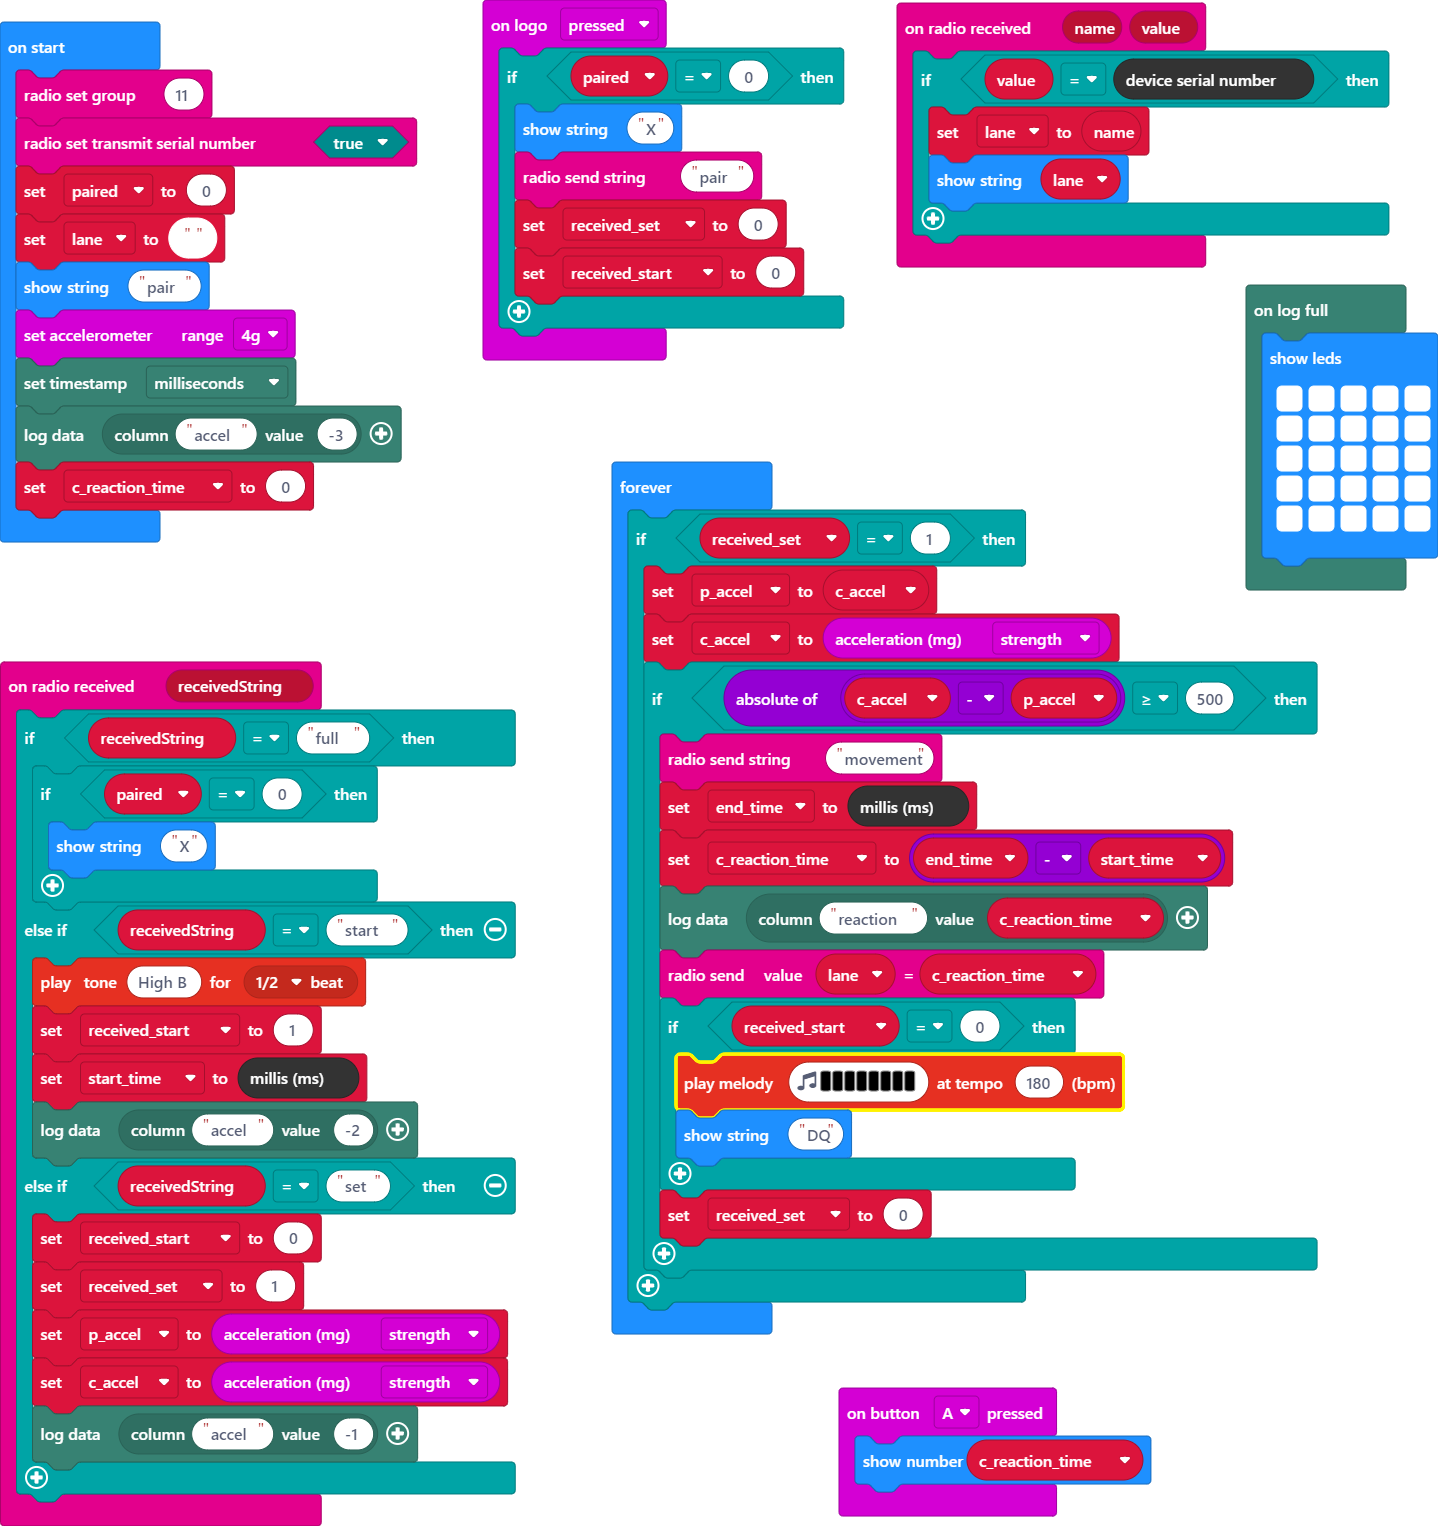 on start
radio set group 11
radio set transmit serial number true
set paired to 0
set lane to " "
show string "pair "
set accelerometer range 4g
set timestamp milliseconds
log data column "accel " value -3
set c_reaction_time to 0
on logo pressed
if paired = 0 then
show string "X"
radio send string "pair "
set received_set to 0
set received_start to 0
on radio received name value
if value = device serial number then
set lane to name
show string lane
on log full
show leds
forever
if received_set = 1 then
set p_accel to c_accel
set c_accel to acceleration (mg) strength
if absolute of c_accel - p_accel ≥ 500 then
radio send string "movement"
set end_time to millis (ms)
set c_reaction_time to end_time - start_time
log data column "reaction " value c_reaction_time
radio send value lane = c_reaction_time
if received_start = 0 then
play melody at tempo 180 (bpm)
show string "DQ"
set received_set to 0
on radio received receivedString
if receivedString = "full " then
if paired = 0 then
show string "X"
else if receivedString = "start " then
play tone High B for 1/2 beat
set received_start to 1
set start_time to millis (ms)
log data column "accel " value -2
else if receivedString = "set " then
set received_start to 0
set received_set to 1
set p_accel to acceleration (mg) strength
set c_accel to acceleration (mg) strength
log data column "accel " value -1
on button A pressed
show number c_reaction_time